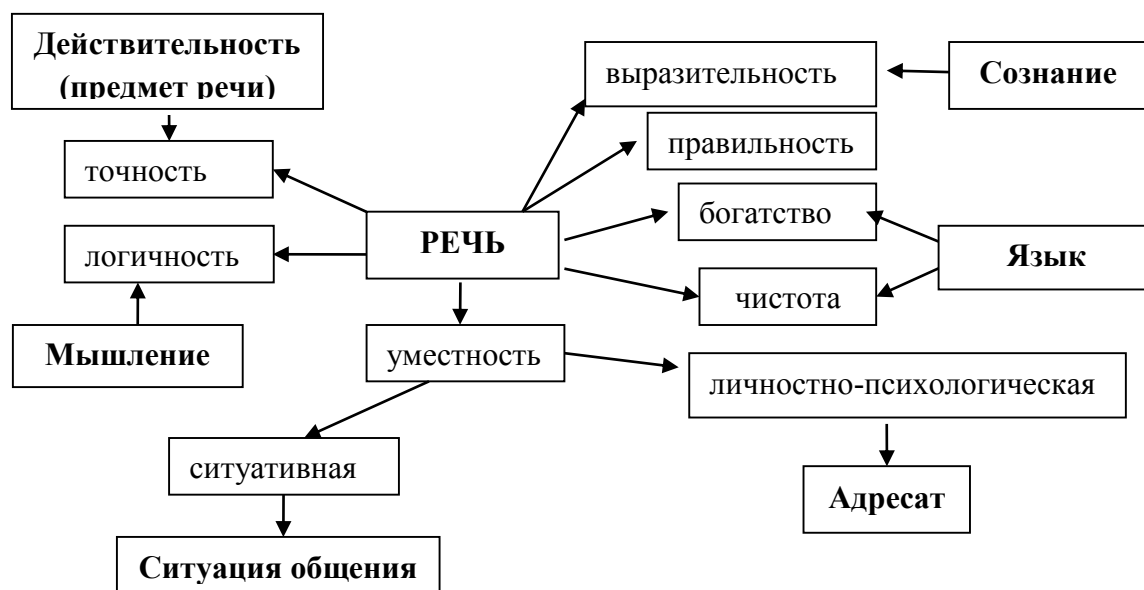 Действительность
(предмет речи)
выразительность
Сознание
правильность
точность
богатство
РЕЧЬ
логичность
Язык
чистота
Мышление
уместность
личностно-психологическая
ситуативная
Адресат
Ситуация общения